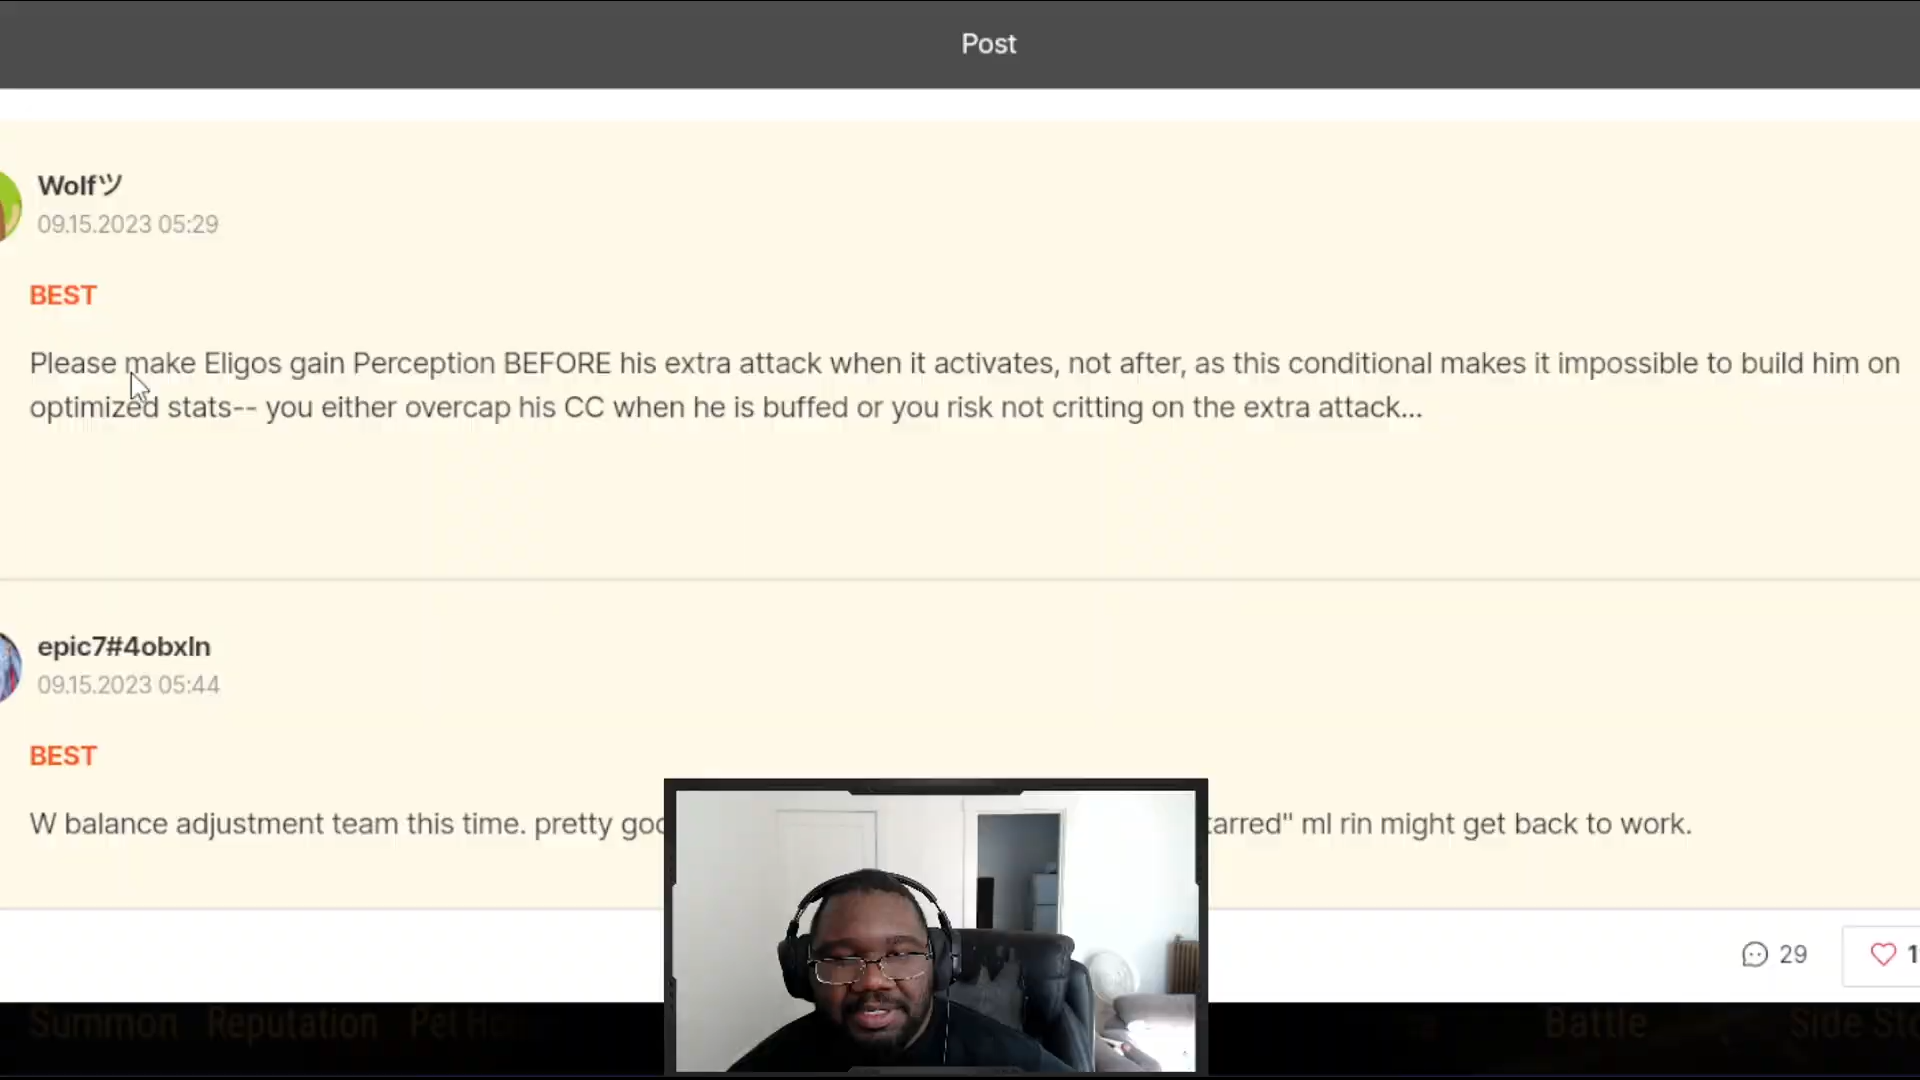 Post
Wolfツ
09.15.2023 05:29
BEST
Please make Eligos gain Perception BEFORE his extra attack when it activates, not after, as this conditional makes it impossible to build him on
optimized stats-- you either overcap his CC when he is buffed or you risk not critting on the extra attack...
epic7#4obxln
09.15.2023 05:44
BEST
W balance adjustment team this time. pretty goo arred" ml rin might get back to work.
29
1
Summon Reputation Pet Battle Side